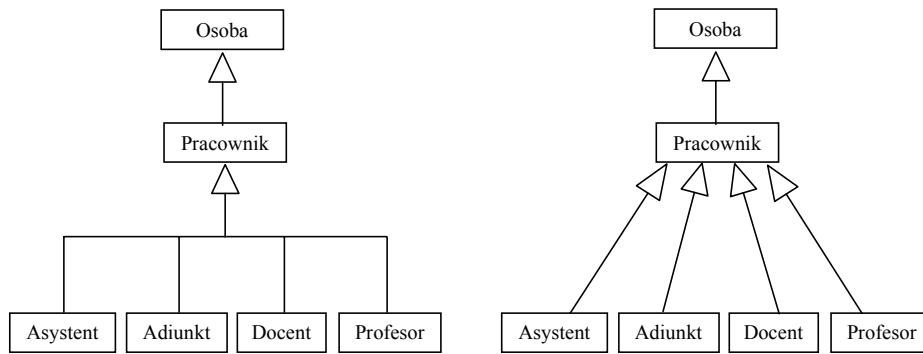 Osoba
Pracownik
Asystent Adiunkt Docent Profesor
Osoba
Pracownik
Asystent Adiunkt Docent Profesor